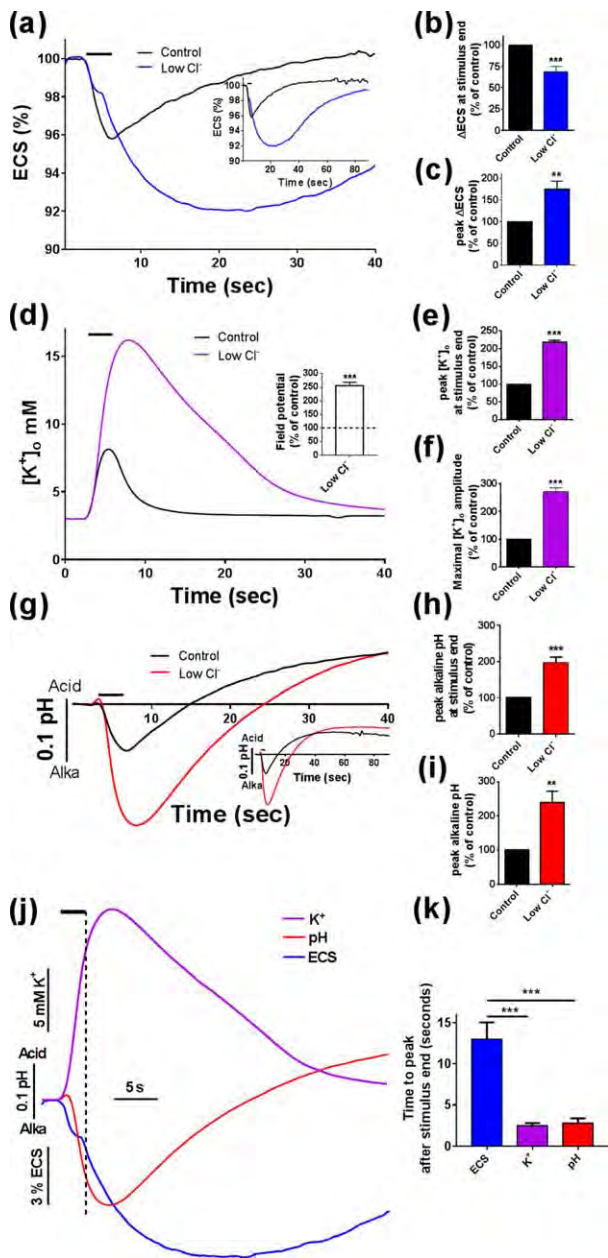 (a)
Control
Low Cl⁻
100
98
96
94
92
90
ECS (%)
10
20
30
40
Time (sec)
100
98
96
94
92
90
ECS (%)
0
20
40
60
80
Time (sec)
(b)
ΔECS at stimulus end
(% of control)
100
75
50
25
0
***
Control
Low Cl⁻
(c)
peak ΔECS
(% of control)
200
150
100
50
0
**
Control
Low Cl⁻
(d)
Control
Low Cl⁻
[K⁺]ₒ mM
15
10
5
0
0
10
20
30
40
Time (sec)
Field potential
(% of control)
300
250
200
150
100
50
0
***
Low Cl⁻
(e)
peak [K⁺]ₒ
at stimulus end
(% of control)
250
200
150
100
50
0
***
Control
Low Cl⁻
(f)
Maximal [K⁺]ₒ amplitude
(% of control)
300
200
100
0
***
Control
Low Cl⁻
(g)
Control
Low Cl⁻
Acid
0.1 pH
Alka
10
20
30
40
Time (sec)
Acid
0.1 pH
Alka
20
40
60
80
Time (sec)
(h)
peak alkaline pH
at stimulus end
(% of control)
300
200
100
0
***
Control
Low Cl⁻
(i)
peak alkaline pH
(% of control)
300
200
100
0
**
Control
Low Cl⁻
(j)
K⁺
pH
ECS
5 mM K⁺
Acid
0.1 pH
Alka
3 % ECS
5 s
(k)
Time to peak
after stimulus end (seconds)
15
10
5
0
***
***
ECS
K⁺
pH